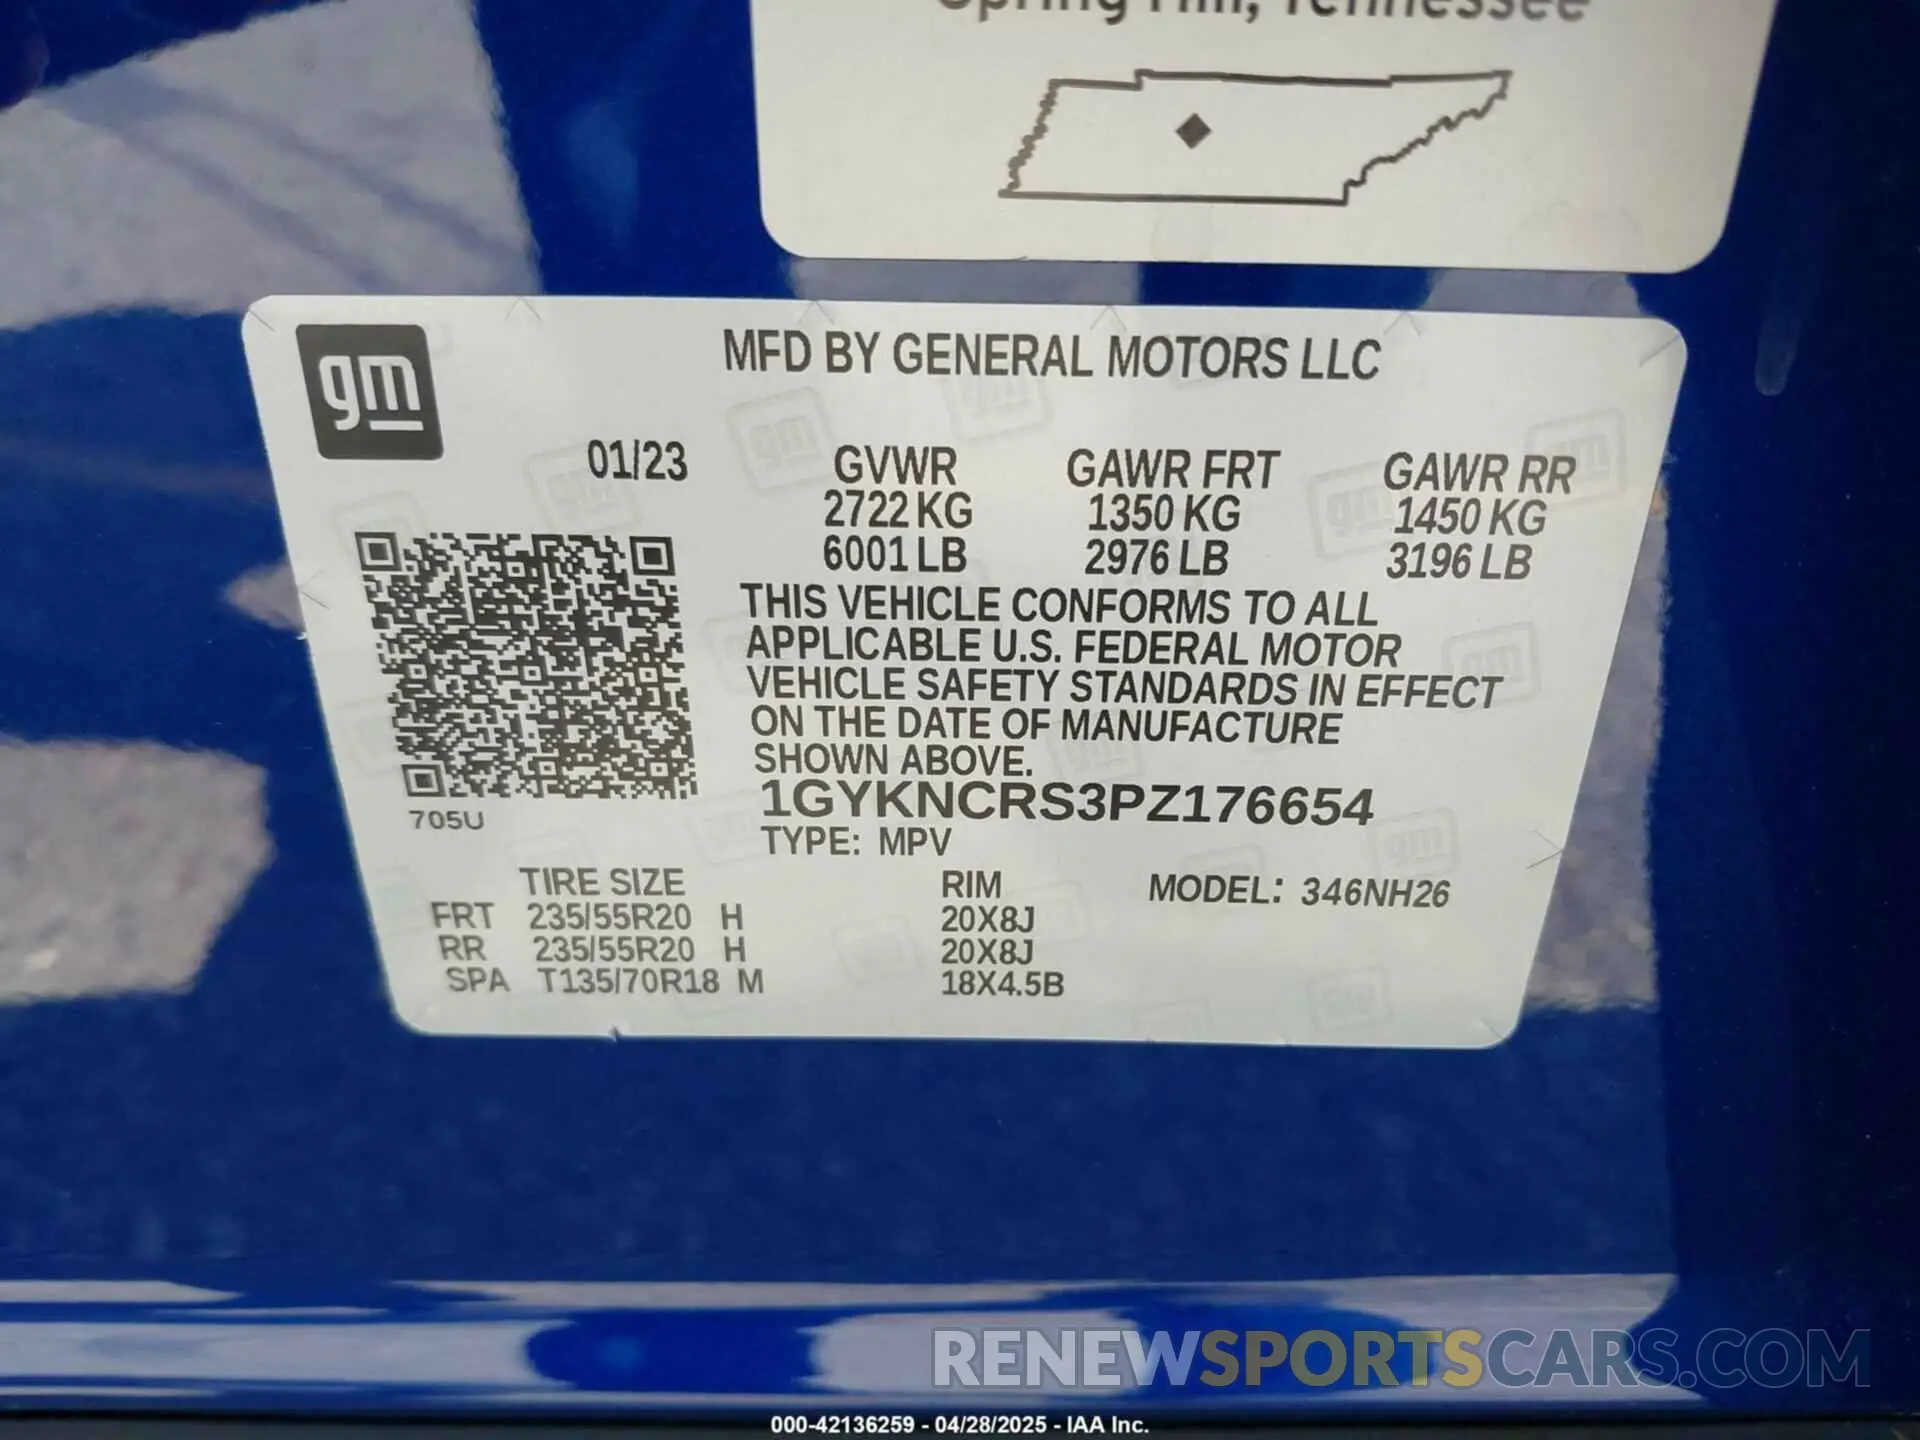 Spring Hill, Tennessee
gm
MFD BY GENERAL MOTORS LLC
01/23
GVWR GAWR FRT GAWR RR
2722 KG 1350 KG 1450 KG
6001 LB 2976 LB 3196 LB
THIS VEHICLE CONFORMS TO ALL
APPLICABLE U.S. FEDERAL MOTOR
VEHICLE SAFETY STANDARDS IN EFFECT
ON THE DATE OF MANUFACTURE
SHOWN ABOVE.
1GYKNCRS3PZ176654
705U
TYPE: MPV
TIRE SIZE RIM MODEL: 346NH26
FRT 235/55R20 H 20X8J
RR 235/55R20 H 20X8J
SPA T135/70R18 M 18X4.5B
RENEWSPORTSCARS.COM
000-42136259 - 04/28/2025 - IAA Inc.